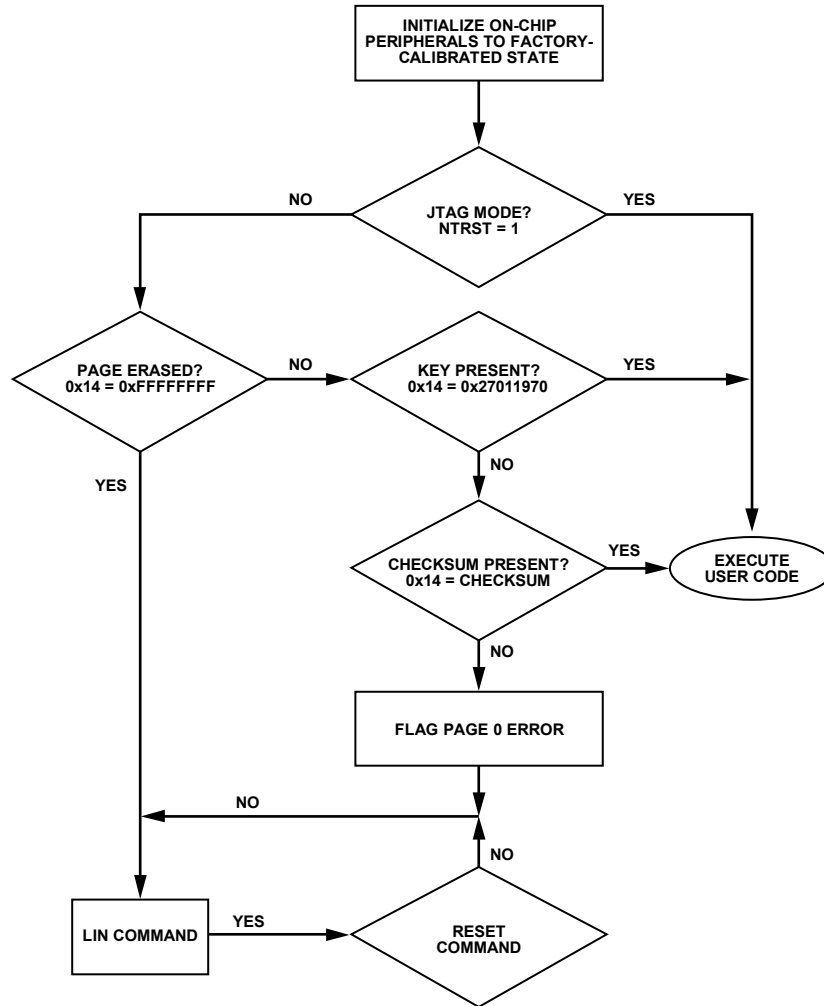 INITIALIZE ON-CHIP
PERIPHERALS TO FACTORY-
CALIBRATED STATE
NO
JTAG MODE?
NTRST = 1
YES
PAGE ERASED?
0x14 = 0xFFFFFFFF
NO
KEY PRESENT?
0x14 = 0x27011970
YES
YES
NO
CHECKSUM PRESENT?
0x14 = CHECKSUM
YES
EXECUTE
USER CODE
NO
FLAG PAGE 0 ERROR
NO
NO
LIN COMMAND
YES
RESET
COMMAND